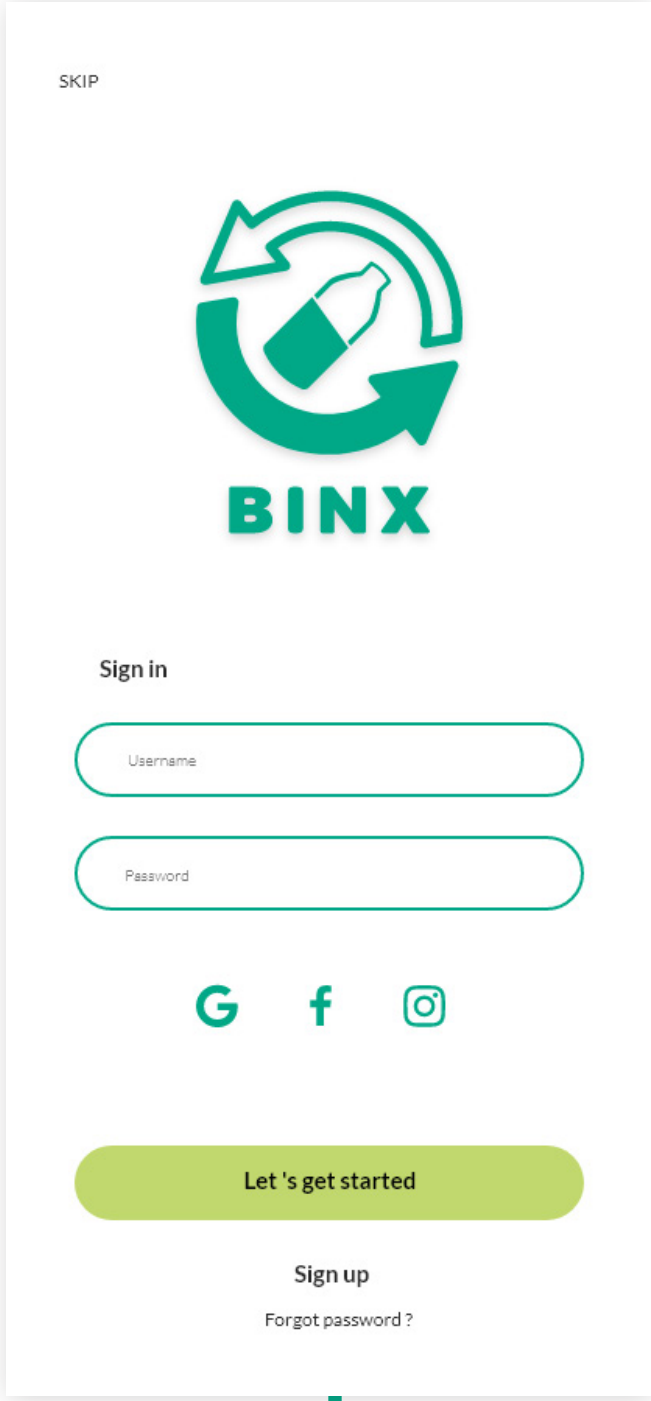 SKIP
BINX
Sign in
Username
Password
Let 's get started
Sign up
Forgot password ?